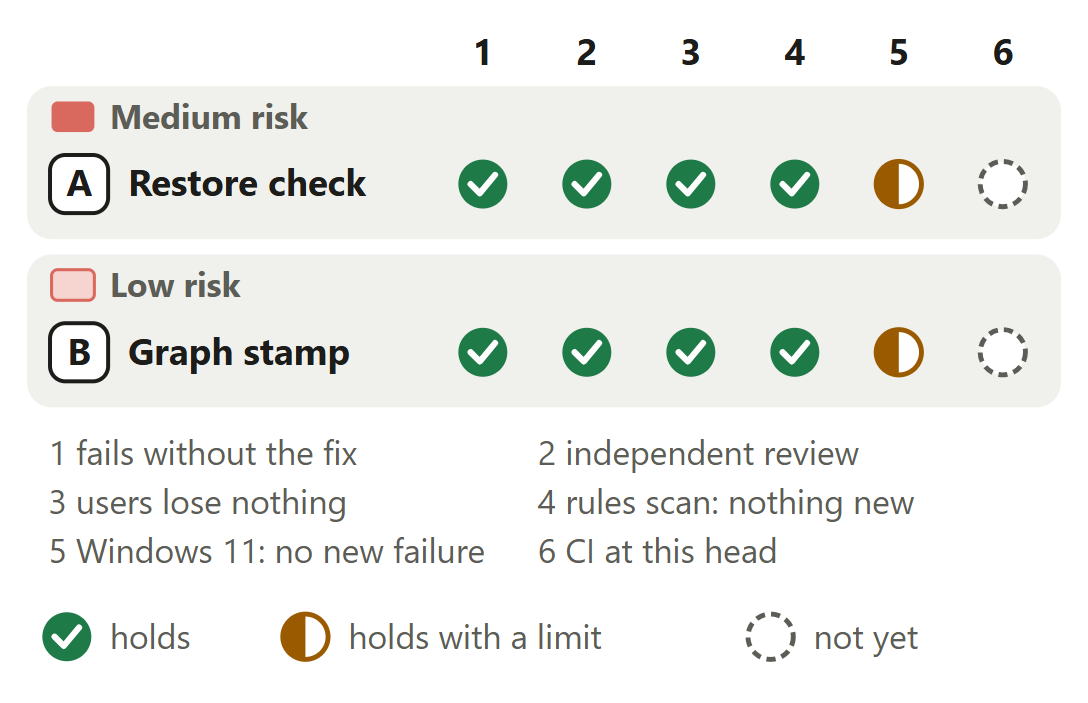 1 2 3 4 5 6
Medium risk
A Restore check
Low risk
B Graph stamp
1 fails without the fix 2 independent review
3 users lose nothing 4 rules scan: nothing new
5 Windows 11: no new failure 6 CI at this head
holds holds with a limit not yet